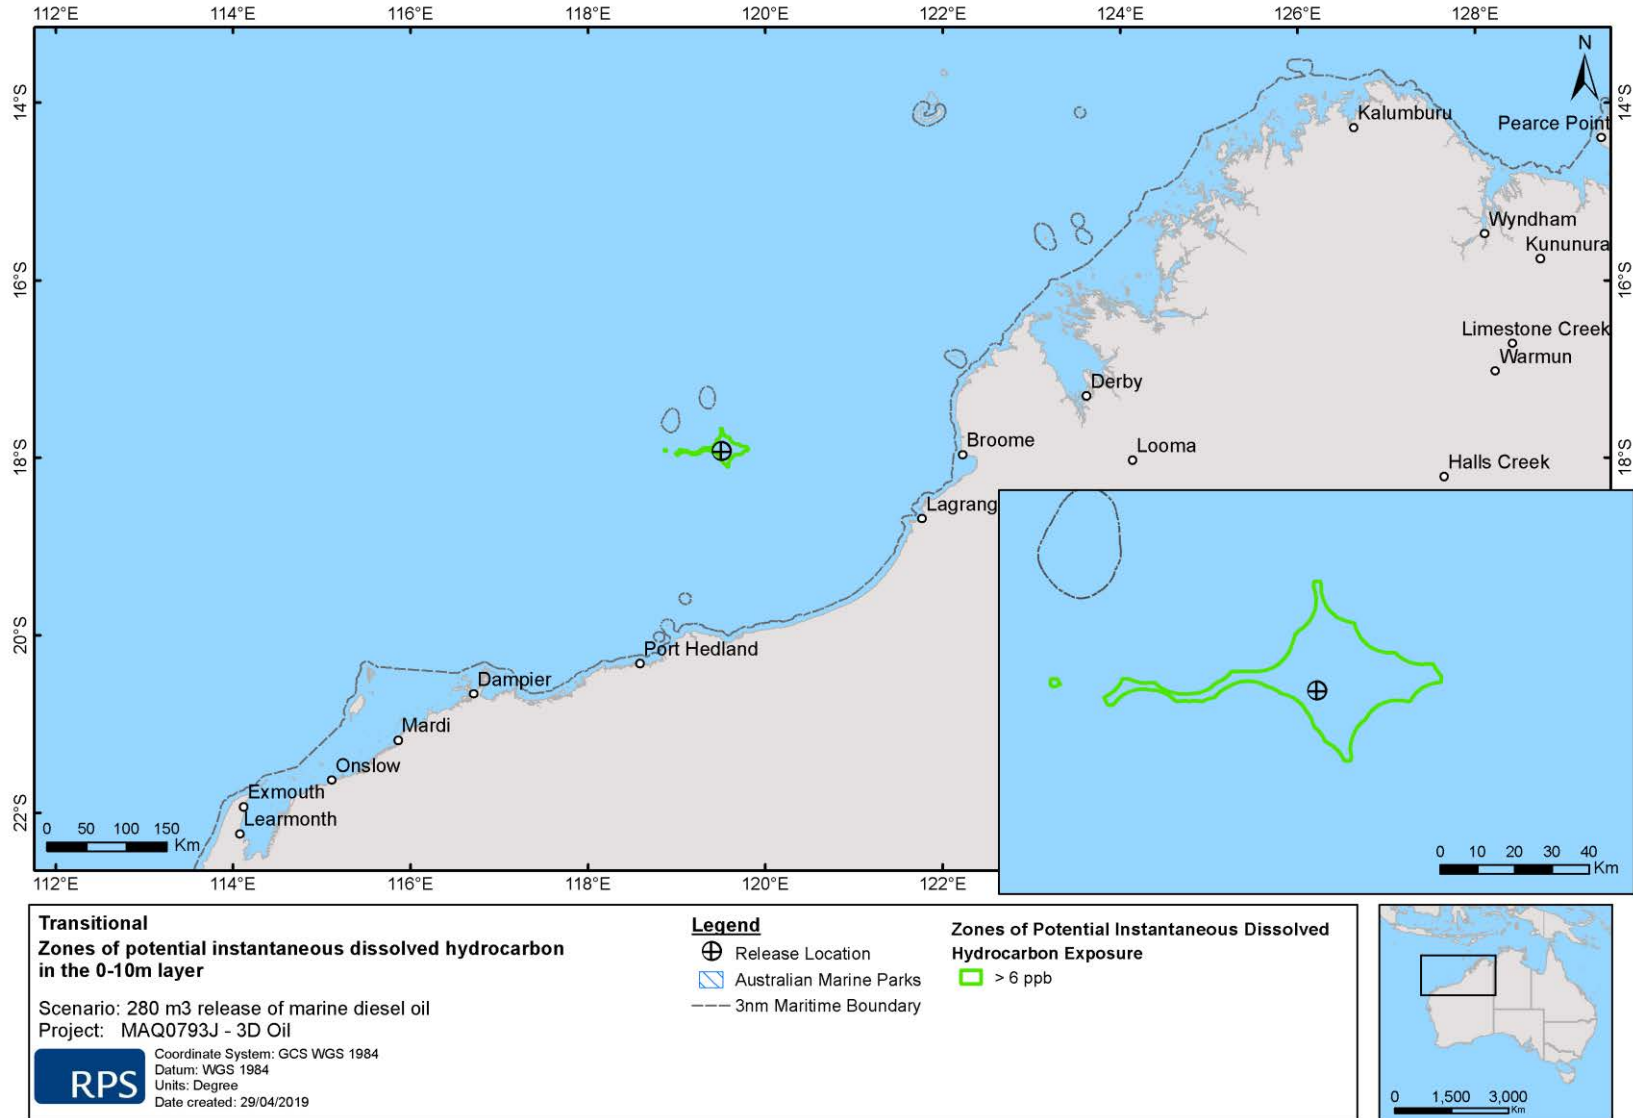 112°E 114°E 116°E 118°E 120°E 122°E 124°E 126°E 128°E
N
14°S 14°S
Kalumburu
Pearce Point
Wyndham
Kununura
16°S 16°S
Limestone Creek
Warmun
Derby
Broome
Looma
18°S 18°S
Halls Creek
Lagrang
20°S
Port Hedland
Dampier
Mardi
Onslow
Exmouth
22°S
Learmonth
0 50 100 150
Km
0 10 20 30 40
Km
112°E 114°E 116°E 118°E 120°E 122°E
Transitional
Zones of potential instantaneous dissolved hydrocarbon
in the 0-10m layer
Scenario: 280 m3 release of marine diesel oil
Project: MAQ0793J - 3D Oil
RPS
Coordinate System: GCS WGS 1984
Datum: WGS 1984
Units: Degree
Date created: 29/04/2019
Legend
Release Location
Australian Marine Parks
3nm Maritime Boundary
Zones of Potential Instantaneous Dissolved
Hydrocarbon Exposure
> 6 ppb
0 1,500 3,000
Km